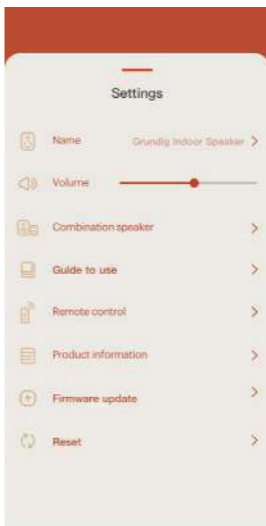 Settings
Name Grundig Indoor Speaker
Volume
Combination speaker
Guide to use
Remote control
Product information
Firmware update
Reset